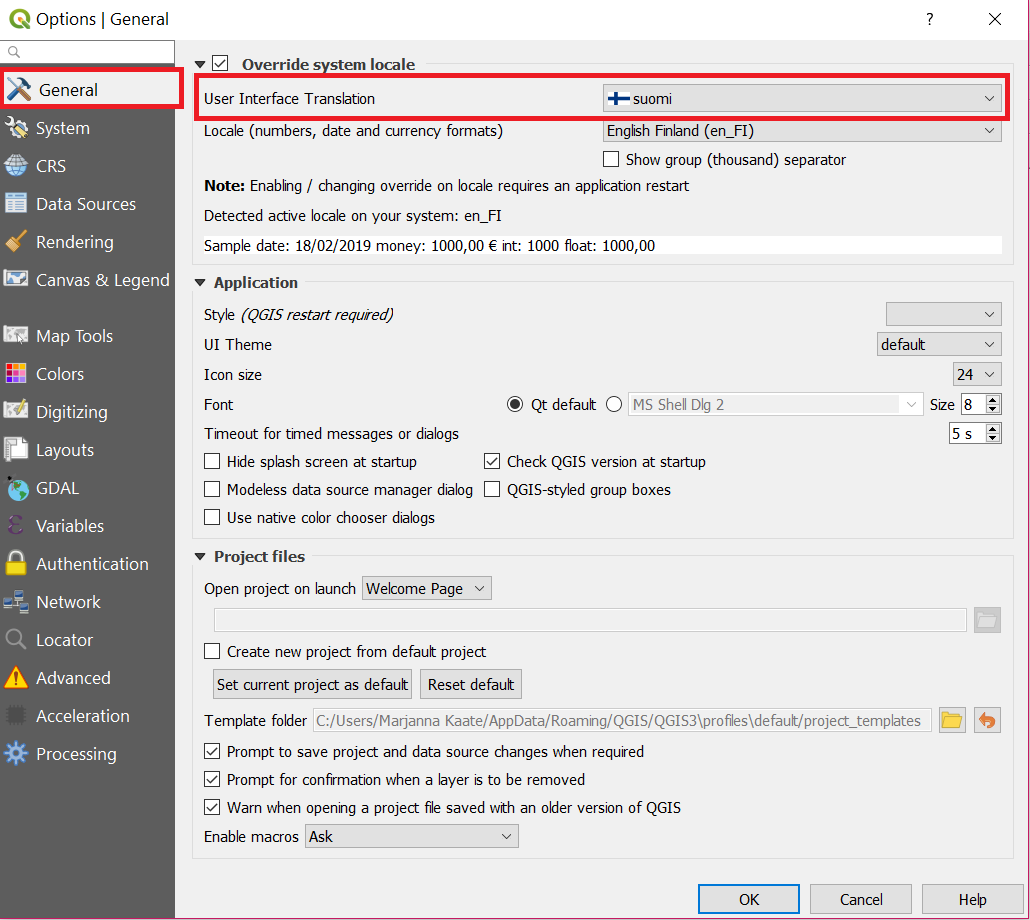 Options | General
?
General
System
CRS
Data Sources
Rendering
Canvas & Legend
Map Tools
Colors
Digitizing
Layouts
GDAL
Variables
Authentication
Network
Locator
Advanced
Acceleration
Processing
Override system locale
User Interface Translation suomi
Locale (numbers, date and currency formats) English Finland (en_FI)
Show group (thousand) separator
Note: Enabling / changing override on locale requires an application restart
Detected active locale on your system: en_FI
Sample date: 18/02/2019 money: 1000,00 € int: 1000 float: 1000,00
Application
Style (QGIS restart required)
UI Theme default
Icon size 24
Font Qt default MS Shell Dlg 2 Size 8
Timeout for timed messages or dialogs 5 s
Hide splash screen at startup Check QGIS version at startup
Modeless data source manager dialog QGIS-styled group boxes
Use native color chooser dialogs
Project files
Open project on launch Welcome Page
Create new project from default project
Set current project as default Reset default
Template folder C:/Users/Marjanna Kaate/AppData/Roaming/QGIS/QGIS3\profiles\default/project_templates
Prompt to save project and data source changes when required
Prompt for confirmation when a layer is to be removed
Warn when opening a project file saved with an older version of QGIS
Enable macros Ask
OK Cancel Help